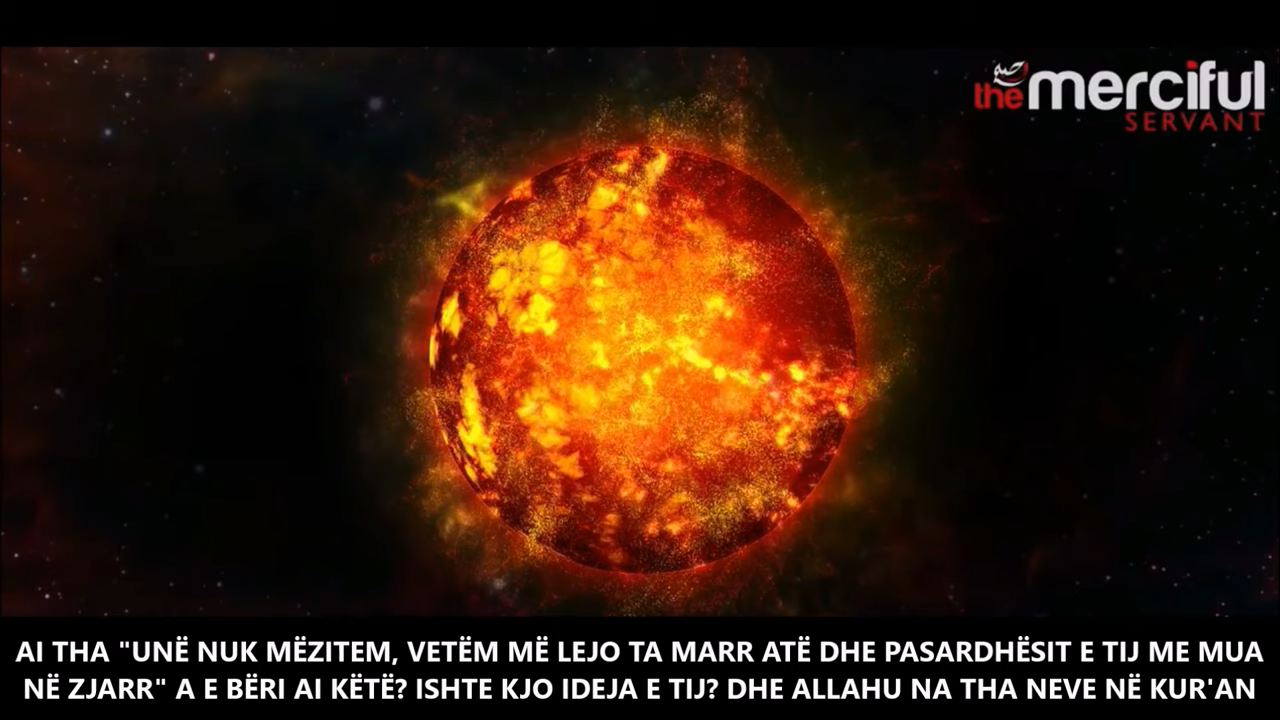 the merciful
SERVANT
AI THA "UNË NUK MËZITEM, VETËM MË LEJO TA MARR ATË DHE PASARDHËSIT E TIJ ME MUA
NË ZJARR" A E BËRI AI KËTË? ISHTE KJO IDEJA E TIJ? DHE ALLAHU NA THA NEVE NË KUR'AN